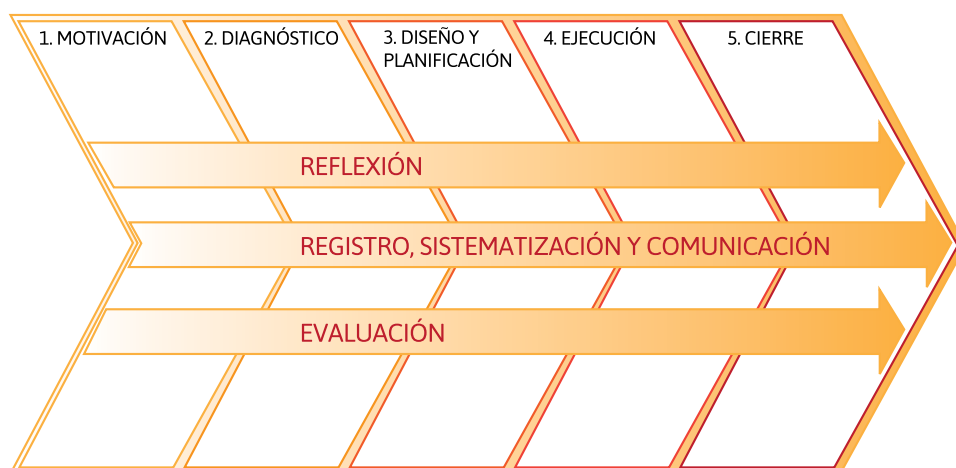 1. MOTIVACIÓN
2. DIAGNÓSTICO
3. DISEÑO Y
PLANIFICACIÓN
4. EJECUCIÓN
5. CIERRE
REFLEXIÓN
REGISTRO, SISTEMATIZACIÓN Y COMUNICACIÓN
EVALUACIÓN